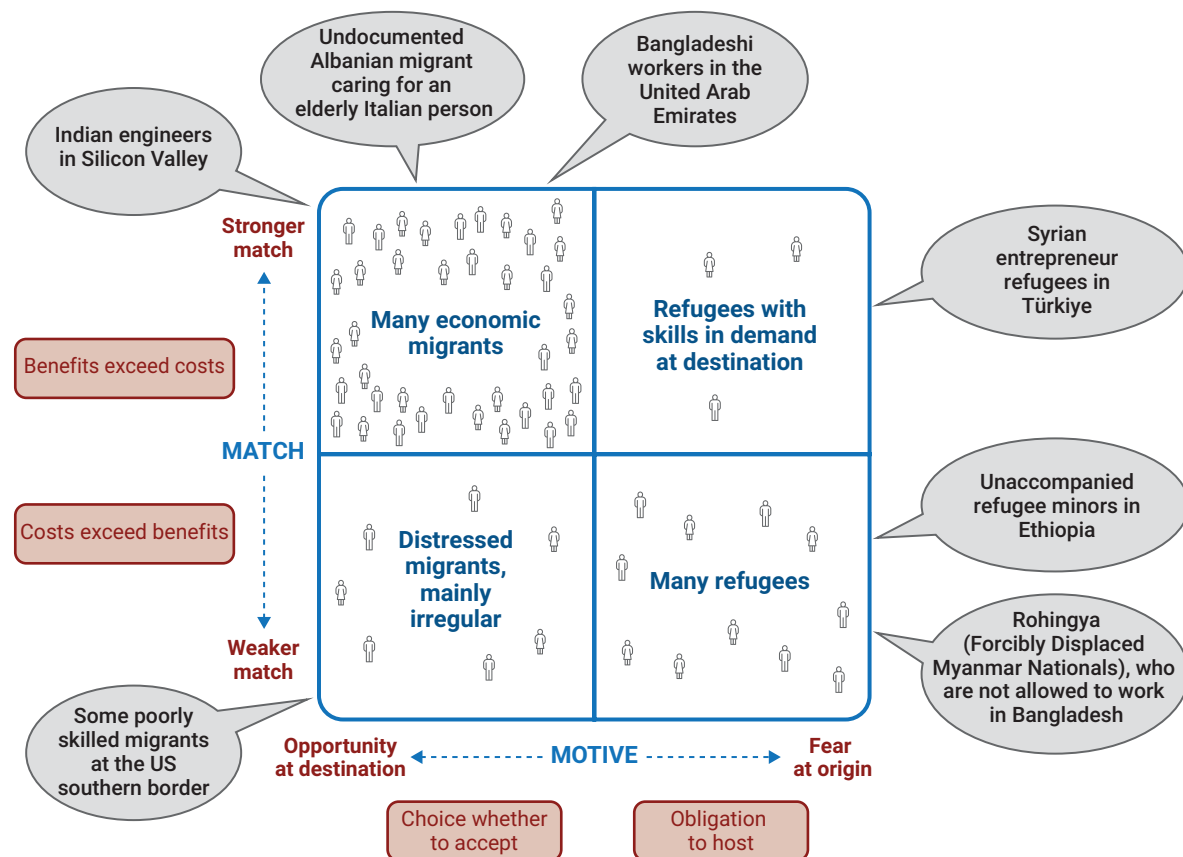 Undocumented
Albanian migrant
caring for an
elderly Italian person
Bangladeshi
workers in the
United Arab
Emirates
Indian engineers
in Silicon Valley
Stronger
match
Syrian
entrepreneur
refugees in
Türkiye
Many economic
migrants
Refugees with
skills in demand
at destination
Benefits exceed costs
MATCH
Costs exceed benefits
Unaccompanied
refugee minors in
Ethiopia
Distressed
migrants,
mainly
irregular
Many refugees
Weaker
match
Rohingya
(Forcibly Displaced
Myanmar Nationals), who
are not allowed to work
in Bangladesh
Some poorly
skilled migrants
at the US
southern border
Opportunity
at destination
MOTIVE
Fear
at origin
Choice whether
to accept
Obligation
to host